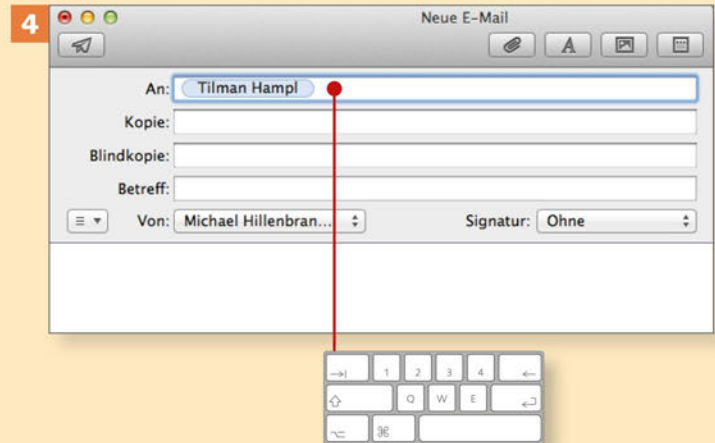 4
Neue E-Mail
A
An: Tilman Hampl
Kopie:
Blindkopie:
Betreff:
Von: Michael Hillenbran... Signatur: Ohne
→| 1 2 3 4 ←
⇧ Q W E ↵
⌥ ⌘